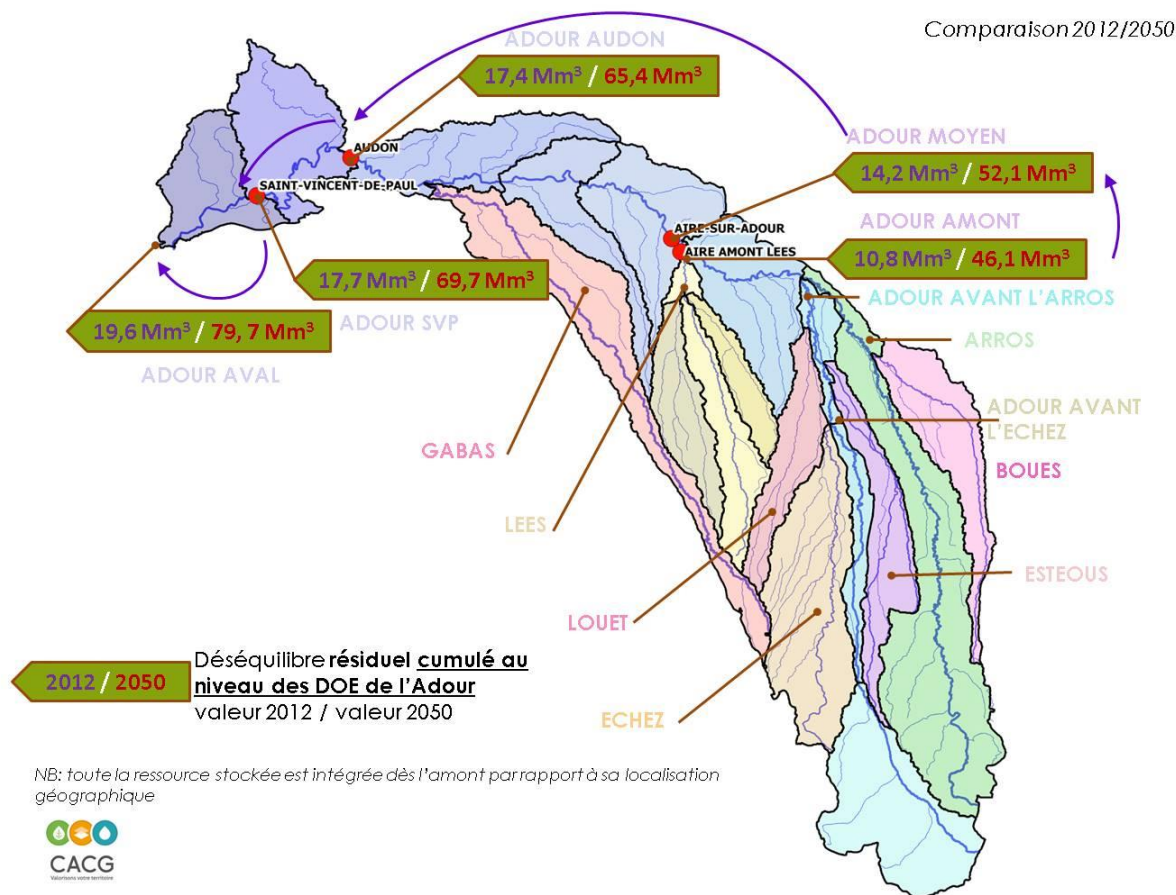 Comparaison 2012/2050
ADOUR AUDON
17,4 Mm³ / 65,4 Mm³
ADOUR MOYEN
14,2 Mm³ / 52,1 Mm³
AUDON
SAINT-VINCENT-DE-PAUL
ADOUR AMONT
AIRE-SUR-ADOUR
10,8 Mm³ / 46,1 Mm³
AIRE AMONT LEES
17,7 Mm³ / 69,7 Mm³
ADOUR AVANT L'ARROS
19,6 Mm³ / 79, 7 Mm³
ADOUR SVP
ARROS
ADOUR AVAL
ADOUR AVANT
L'ECHEZ
GABAS
BOUES
LEES
ESTEOUS
LOUET
2012 / 2050
Déséquilibre résiduel cumulé au
niveau des DOE de l'Adour
valeur 2012 / valeur 2050
ECHEZ
NB: toute la ressource stockée est intégrée dès l'amont par rapport à sa localisation
géographique
CACG
Valorisons votre territoire